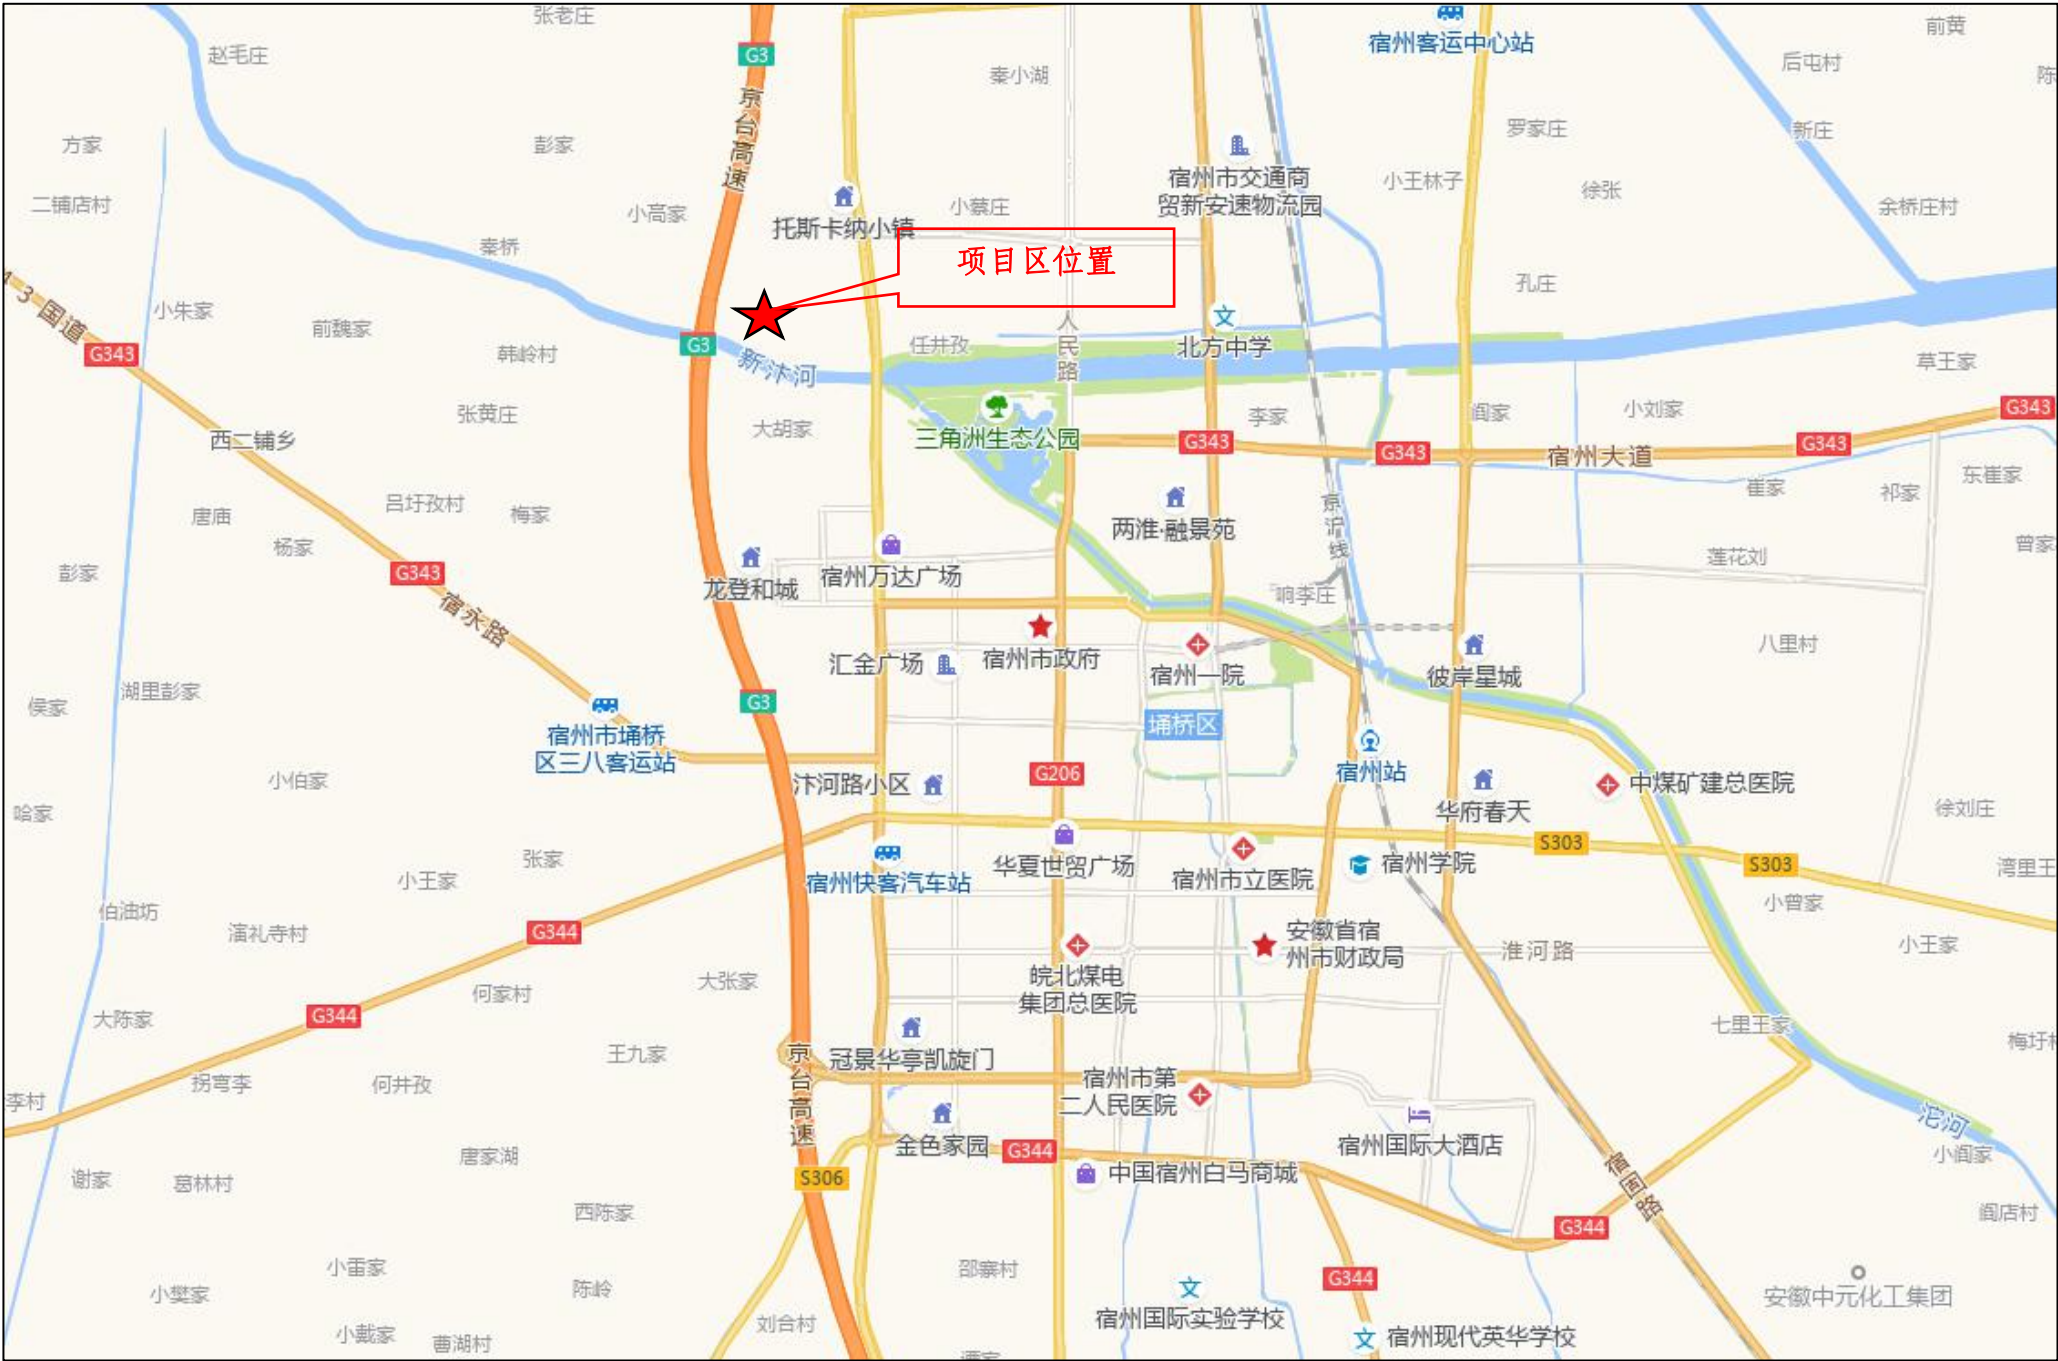 张老庄
宿州客运中心站
前黄
赵毛庄
G3
秦小湖
后屯村
陈
京台高速
方家
彭家
罗家庄
新庄
宿州市交通商
贸新安速物流园
小王林子
徐张
二铺店村
小高家
小蔡庄
余桥庄村
托斯卡纳小镇
秦桥
项目区位置
孔庄
3国道
小朱家
前魏家
人民路
G343
韩岭村
G3
新汴河
任井孜
北方中学
草王家
张黄庄
大胡家
李家
阎家
小刘家
G343
西二铺乡
三角洲生态公园
G343
G343
宿州大道
G343
东崔家
崔家
祁家
吕圩孜村
梅家
唐庙
两淮·融景苑
京沪线
杨家
曾家
莲花刘
彭家
G343
龙登和城
宿州万达广场
响李庄
宿永路
宿州市政府
汇金广场
宿州一院
彼岸星城
八里村
湖里彭家
侯家
G3
埇桥区
宿州市埇桥
区三八客运站
小伯家
汴河路小区
G206
宿州站
华府春天
中煤矿建总医院
哈家
徐刘庄
张家
宿州快客汽车站
华夏世贸广场
宿州市立医院
宿州学院
S303
S303
湾里王
小王家
伯油坊
演礼寺村
G344
小曾家
安徽省宿
州市财政局
淮河路
小王家
皖北煤电
集团总医院
大张家
何家村
大陈家
G344
七里王家
梅圩村
王九家
京台高速
冠景华亭凯旋门
宿州市第
二人民医院
拐弯李
何井孜
李村
金色家园
G344
宿州国际大酒店
沱河
小阎家
唐家湖
谢家
葛林村
S306
中国宿州白马商城
宿固路
西陈家
阎店村
G344
小雷家
陈岭
邵寨村
G344
小樊家
宿州国际实验学校
安徽中元化工集团
小戴家
曹湖村
刘合村
宿州现代英华学校